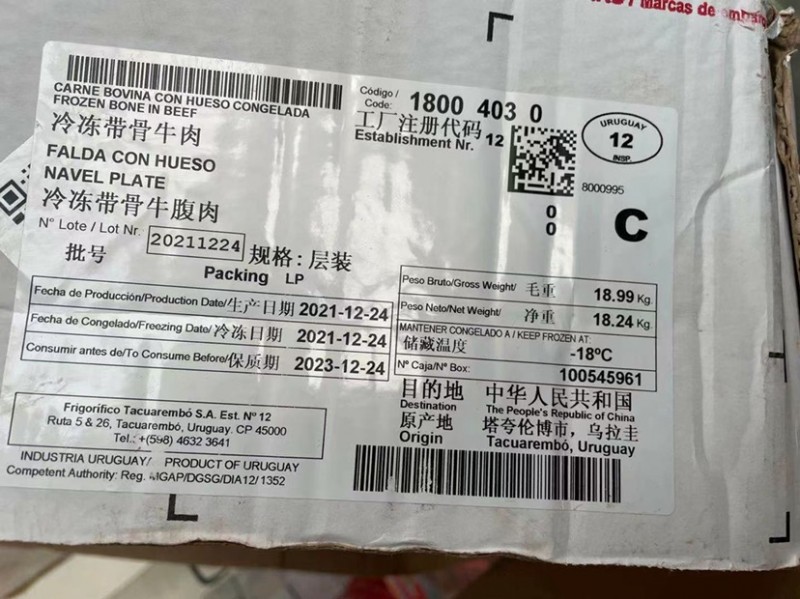 Marcas de
CARNE BOVINA CON HUESO CONGELADA
FROZEN BONE IN BEEF
冷冻带骨牛肉
FALDA CON HUESO
NAVEL PLATE
冷冻带骨牛腹肉
N° Lote / Lot Nr. 20211224
批号
规格: 层装
Packing LP
Código /
Code: 1800 403 0
工厂注册代码
Establishment Nr. 12
URUGUAY
12
INSP.
8000995
0
0
C
Fecha de Producción/Production Date/生产日期 2021-12-24
Fecha de Congelado/Freezing Date/冷冻日期 2021-12-24
Consumir antes de/To Consume Before/保质期 2023-12-24
Peso Bruto/Gross Weight/ 毛重 18.99 Kg
Peso Neto/Net Weight/ 净重 18.24 Kg
MANTENER CONGELADO A / KEEP FROZEN AT:
储藏温度 -18ºC
N° Caja/N° Box: 100545961
Frigorífico Tacuarembó S.A. Est. Nº 12
Ruta 5 & 26, Tacuarembó, Uruguay. CP 45000
Tel.: +(598) 4632 3641
INDUSTRIA URUGUAY/ PRODUCT OF URUGUAY
Competent Authority: Reg. MGAP/DGSG/DIA12/1352
目的地 中华人民共和国
Destination The People's Republic of China
原产地 塔夸伦博市，乌拉圭
Origin Tacuarembó, Uruguay